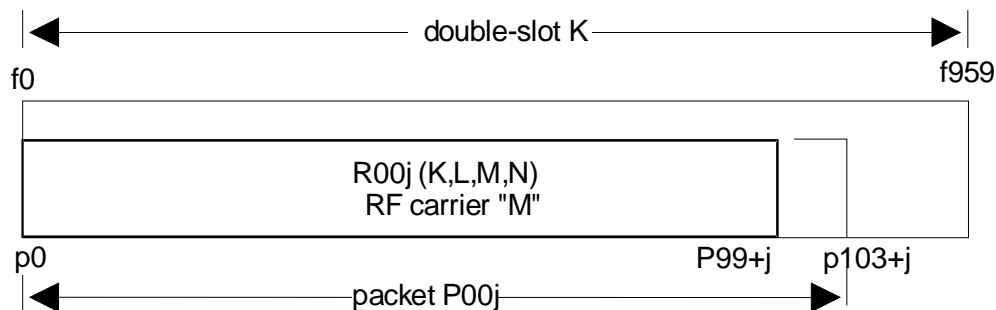 double-slot K
f0 f959
R00j (K,L,M,N)
RF carrier "M"
p0 P99+j p103+j
packet P00j